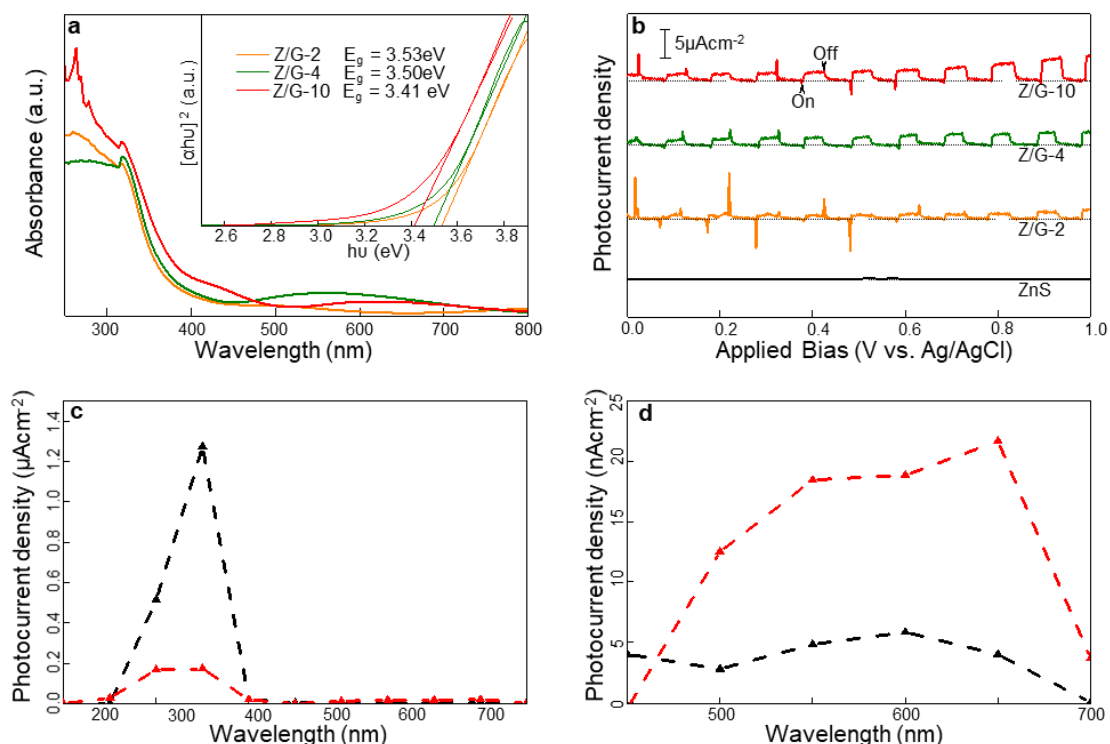 a
Z/G-2 Eg = 3.53eV
Z/G-4 Eg = 3.50eV
Z/G-10 Eg = 3.41 eV
[αhυ]²(a.u.)
2.6 3.0 3.2 3.4 3.6 3.8
hυ (eV)
Absorbance (a.u.)
300 400 500 600 700 800
Wavelength (nm)
b
5µAcm-2
Off
On
Z/G-10
Z/G-4
Z/G-2
ZnS
Photocurrent density
0.0 0.2 0.4 0.6 0.8 1.0
Applied Bias (V vs. Ag/AgCl)
c
Photocurrent density (µAcm-2)
0 0.2 0.4 0.6 0.8 1.0 1.2 1.4
200 300 400 500 600 700
Wavelength (nm)
d
Photocurrent density (nAcm-2)
0 5 10 15 20 25
500 600 700
Wavelength (nm)